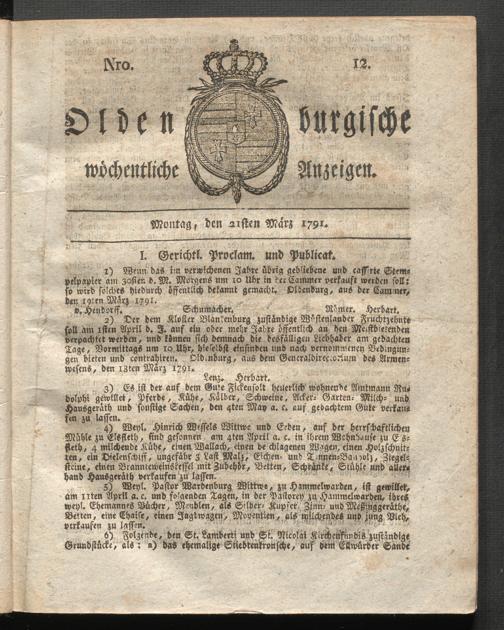 Nro. 12.
Oldenburgische
wöchentliche Anzeigen.
Montag, den 21sten März 1791.
I. Gerichtl. Proclam. und Publicat.
1) Wenn das im verwichenen Jahre übrig gebliebene und cassirte Stem-
pelpapier am 30sten d. M. Morgens um 10 Uhr in der Cammer verkauft werden soll:
so wird solches hiedurch öffentlich bekannt gemacht. Oldenburg, aus der Cammer,
den 19ten März 1791.
v. Hendorff. Schumacher. Römer. Herbart.
2) Der dem Kloster Blankenburg zuständige Wöstenlander Fruchtzehnte
soll am 1sten April d. J. auf ein oder mehr Jahre öffentlich an den Meistbietenden
verpachtet werden, und können sich demnach die desfälligen Liebhaber am gedachten
Tage, Vormittags um 10 Uhr, hieselbst einfinden und nach vernommenen Bedingun-
gen bieten und contrahiren. Oldenburg, aus dem Generaldirectorium des Armen-
wesens, den 18ten März 1791.
Lenz. Herbart.
3) Es ist der auf dem Gute Fickensolt heuerlich wohnende Amtmann Ru-
dolphi gewillet, Pferde, Kühe, Kälber, Schweine, Acker- Garten- Milch- und
Hausgeräth und sonstige Sachen, den 4ten May a. c. auf gedachtem Gute verkau-
fen zu lassen.
4) Weyl. Hinrich Wessels Wittwe und Erben, auf der herrschaftlichen
Mühle zu Elsfleth, sind gesonnen am 4ten April a. c. in ihrem Wohnhause zu Els-
fleth, 4 milchende Kühe, einen Wallach, einen beschlagenen Wagen, einen Holzschnit-
ten, ein Dielenschiff, ungefähr 3 Last Malz, Eichen- und Tannen-Bauholz, Ziegel-
steine, einen Branntweinkessel mit Zubehör, Betten, Schränke, Stühle und aller-
hand Hausgeräth verkaufen zu lassen.
5) Weyl. Pastor Wardenburg Wittwe, zu Hammelwarden, ist gewillet,
am 11ten April a. c. und folgenden Tagen, in der Pastorey zu Hammelwarden, ihres
weyl. Ehemannes Bücher, Moublen, als Silber- Kupfer- Zinn- und Messinggeräthe,
Betten, eine Chaise, einen Jagdwagen, Moventien, als milchendes und jung Vieh,
verkaufen zu lassen.
6) Folgende, den St. Lamberti und St. Nicolai Kirchenfundis zuständige
Grundstücke, als: a) das ehemalige auf dem Ellwürder Sande